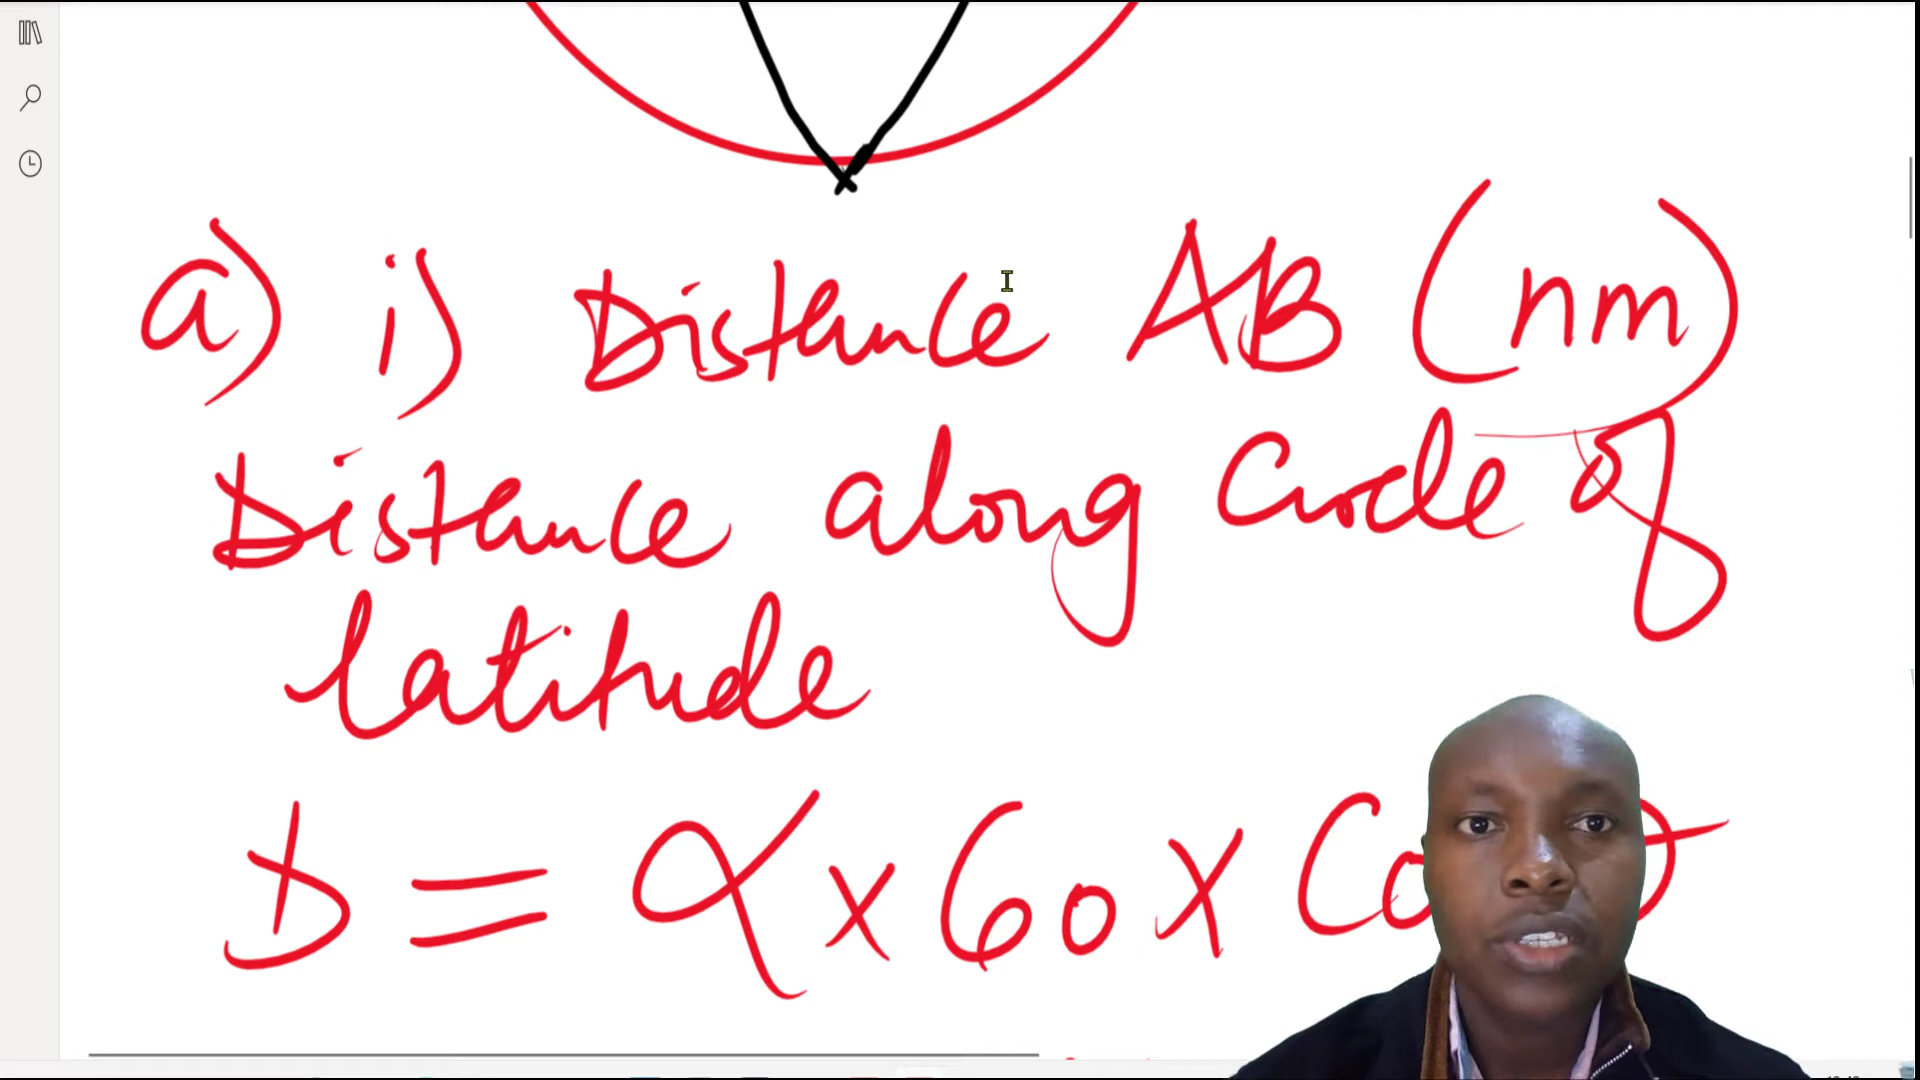 a) i) Distance AB (nm)
Distance along Circle of
latitude
D = α x 60 x Co